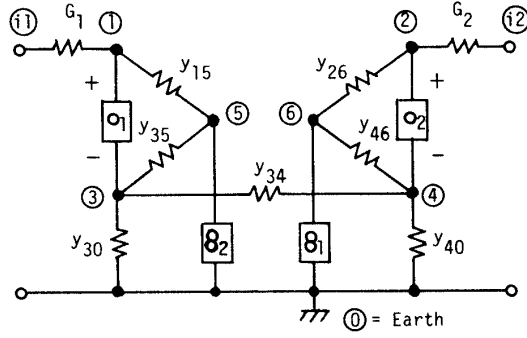 i1 G₁ ① ② G₂ i2
y₁₅ y₂₆
+ +
o₁ y₃₅ ⑤ ⑥ y₄₆ o₂
− y₃₄ −
③ ④
y₃₀ 8₂ 8₁ y₄₀
⓪ = Earth